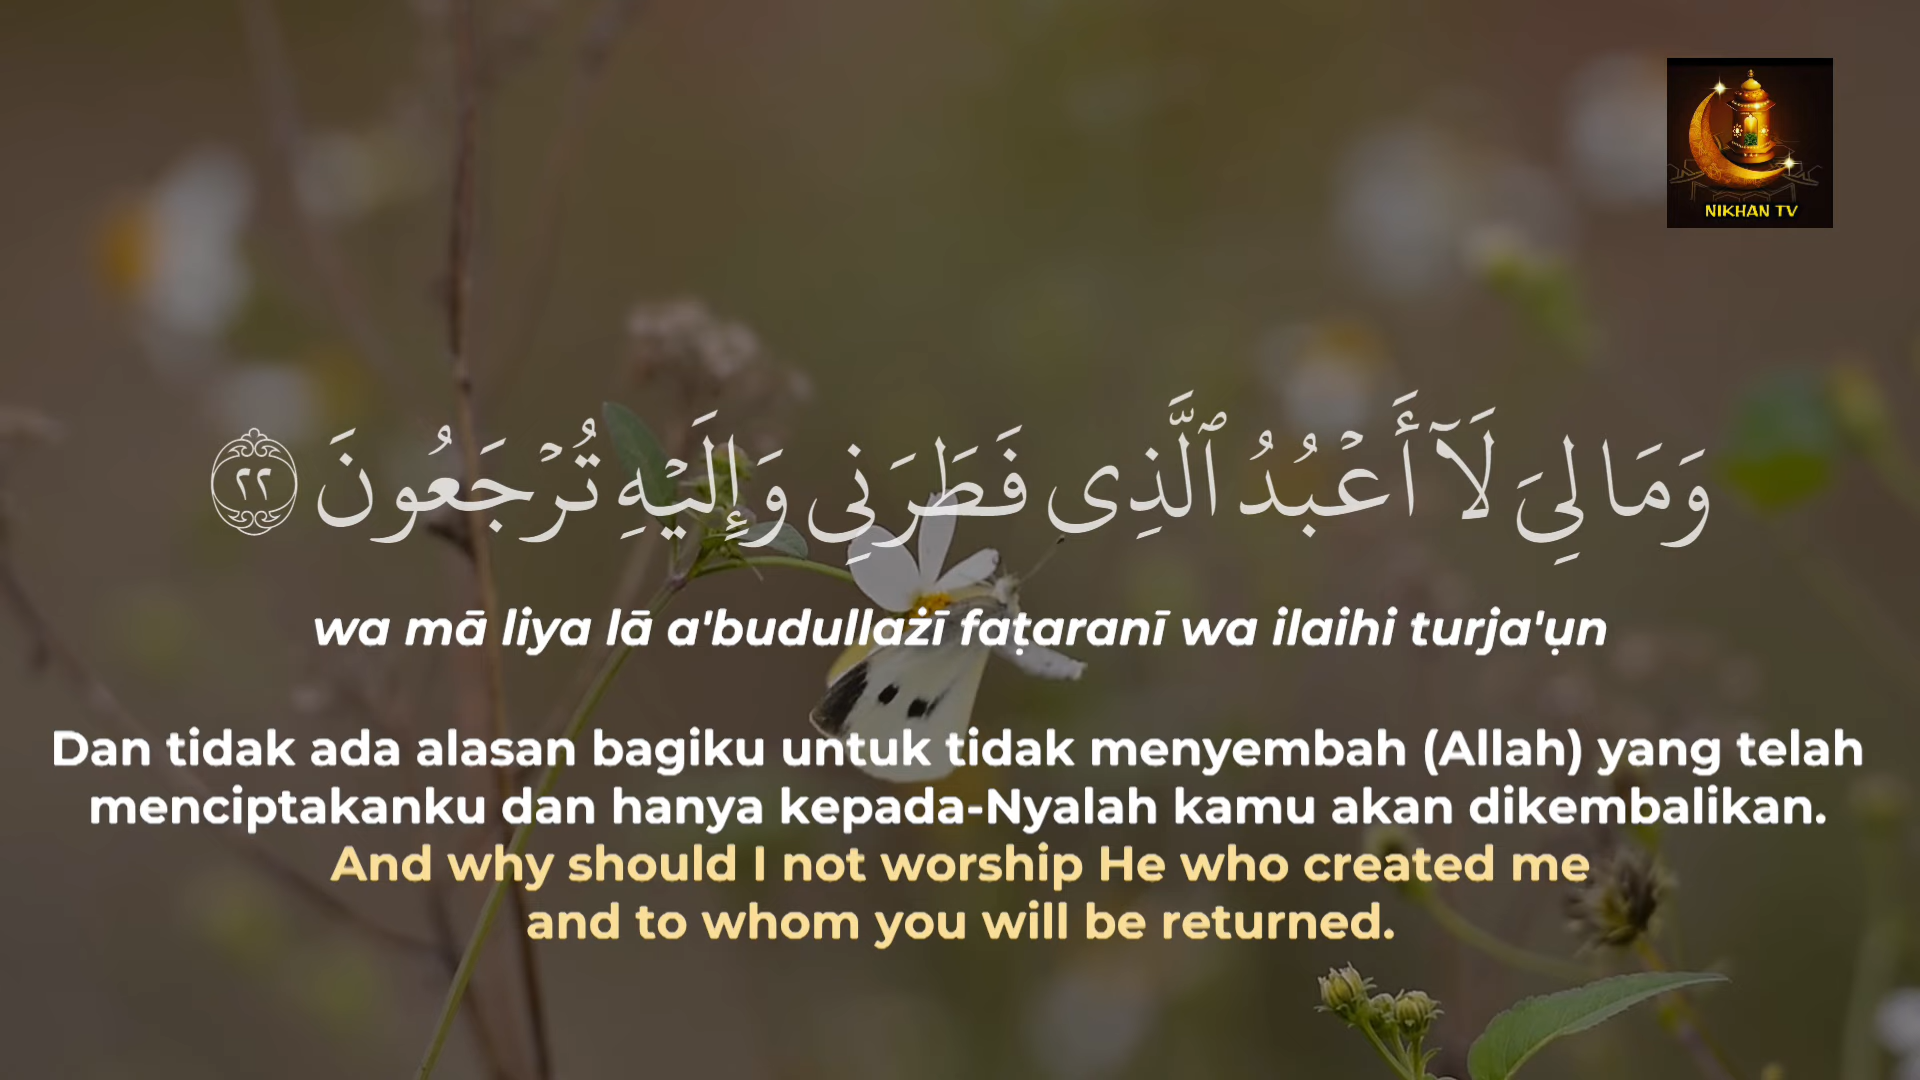 NIKHAN TV
وَمَا لِىَ لَآ أَعْبُدُ ٱلَّذِى فَطَرَنِى وَإِلَيْهِ تُرْجَعُونَ ٢٢
wa mā liya lā a'budullażī faṭaranī wa ilaihi turja'ụn
Dan tidak ada alasan bagiku untuk tidak menyembah (Allah) yang telah
menciptakanku dan hanya kepada-Nyalah kamu akan dikembalikan.
And why should I not worship He who created me
and to whom you will be returned.